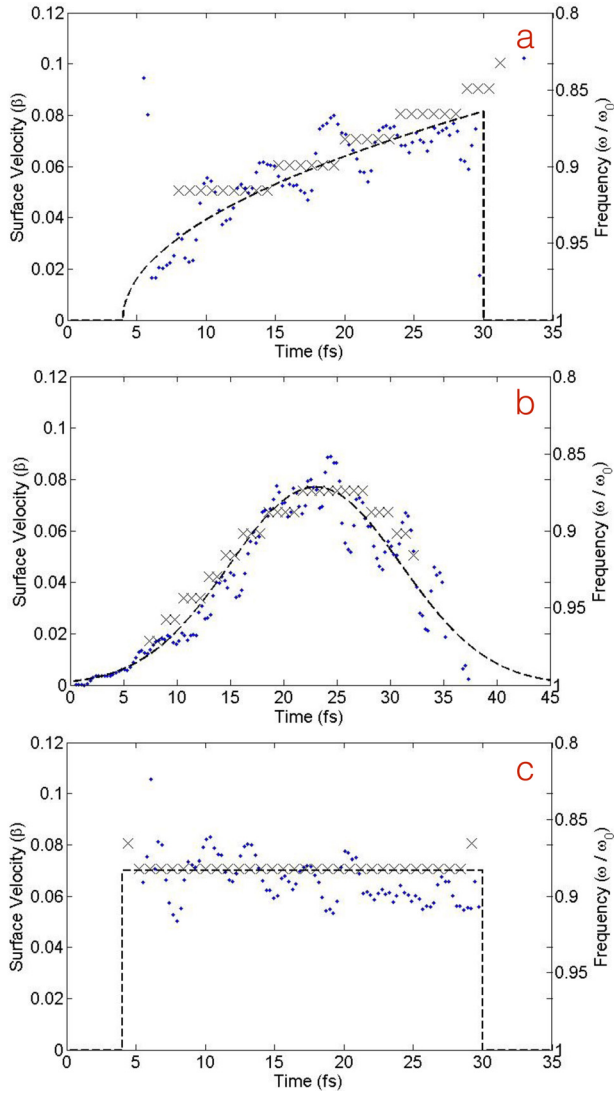 a
0.12
0.1
0.08
0.06
0.04
0.02
0
Surface Velocity (β)
0.8
0.85
0.9
0.95
1
Frequency (ω / ω₀)
0 5 10 15 20 25 30 35
Time (fs)
b
0.12
0.1
0.08
0.06
0.04
0.02
0
Surface Velocity (β)
0.8
0.85
0.9
0.95
1
Frequency (ω / ω₀)
0 5 10 15 20 25 30 35 40 45
Time (fs)
c
0.12
0.1
0.08
0.06
0.04
0.02
0
Surface Velocity (β)
0.8
0.85
0.9
0.95
1
Frequency (ω / ω₀)
0 5 10 15 20 25 30 35
Time (fs)